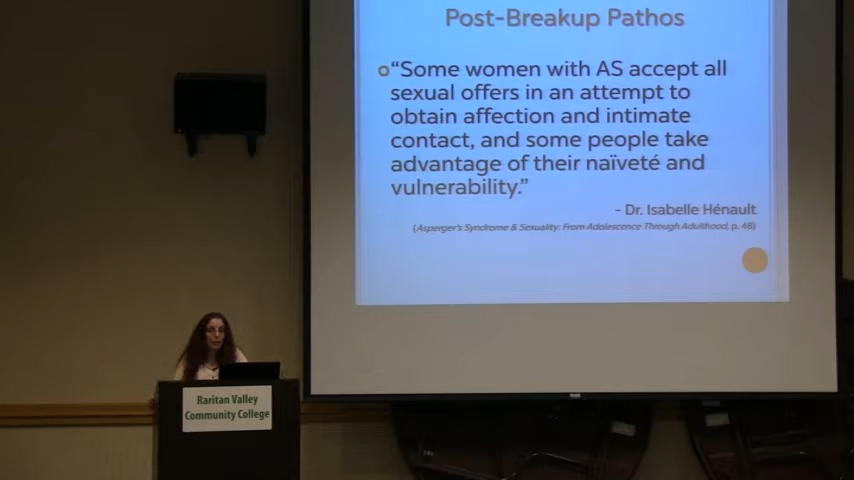 Post-Breakup Pathos
“Some women with AS accept all
sexual offers in an attempt to
obtain affection and intimate
contact, and some people take
advantage of their naïveté and
vulnerability.”
- Dr. Isabelle Hénault
(Asperger's Syndrome & Sexuality: From Adolescence Through Adulthood, p. 48)
Raritan Valley
Community College